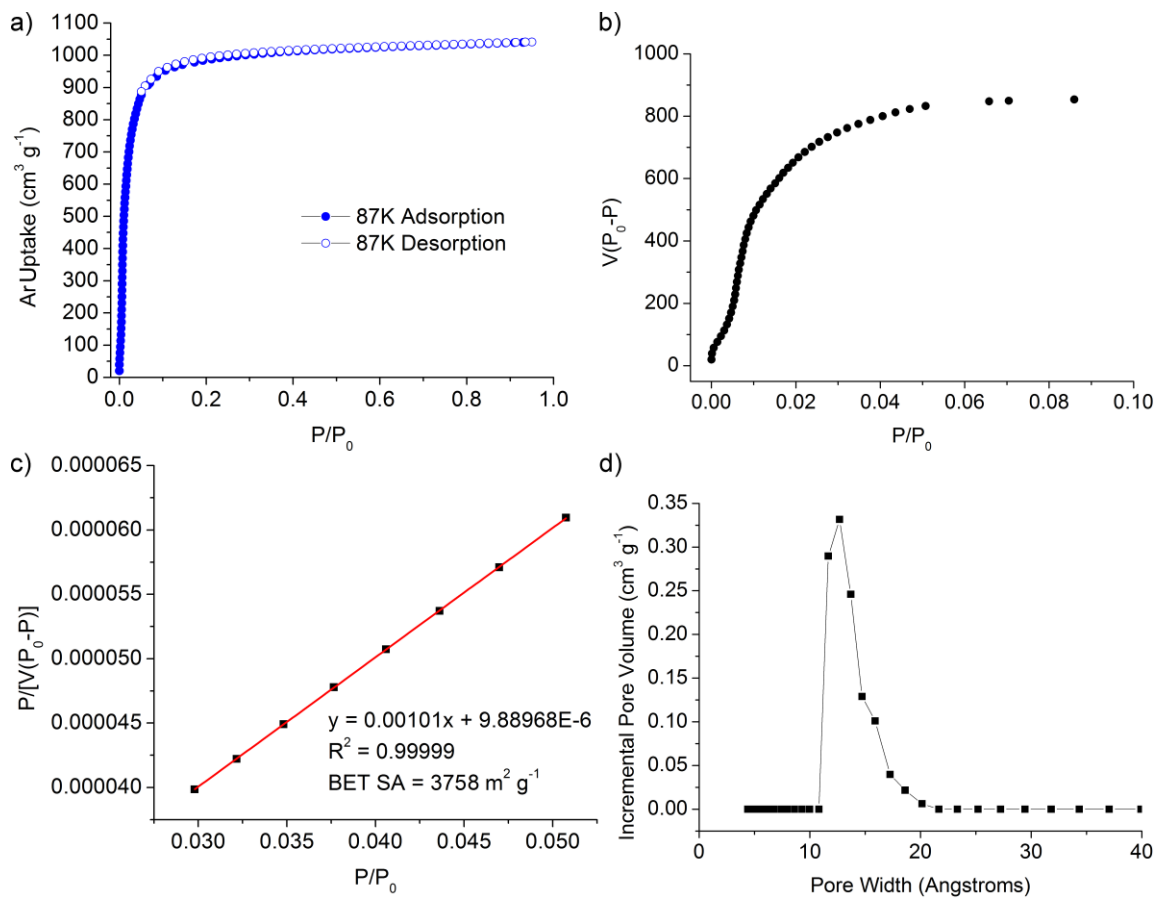 a)
1100
1000
900
800
700
600
500
400
300
200
100
0
Ar Uptake (cm³ g⁻¹)
87K Adsorption
87K Desorption
0.0 0.2 0.4 0.6 0.8 1.0
P/P₀
b)
1000
800
600
400
200
0
V(P₀-P)
0.00 0.02 0.04 0.06 0.08 0.10
P/P₀
c)
0.000065
0.000060
0.000055
0.000050
0.000045
0.000040
P/[V(P₀-P)]
y = 0.00101x + 9.88968E-6
R² = 0.99999
BET SA = 3758 m² g⁻¹
0.030 0.035 0.040 0.045 0.050
P/P₀
d)
0.35
0.30
0.25
0.20
0.15
0.10
0.05
0.00
Incremental Pore Volume (cm³ g⁻¹)
0 10 20 30 40
Pore Width (Angstroms)